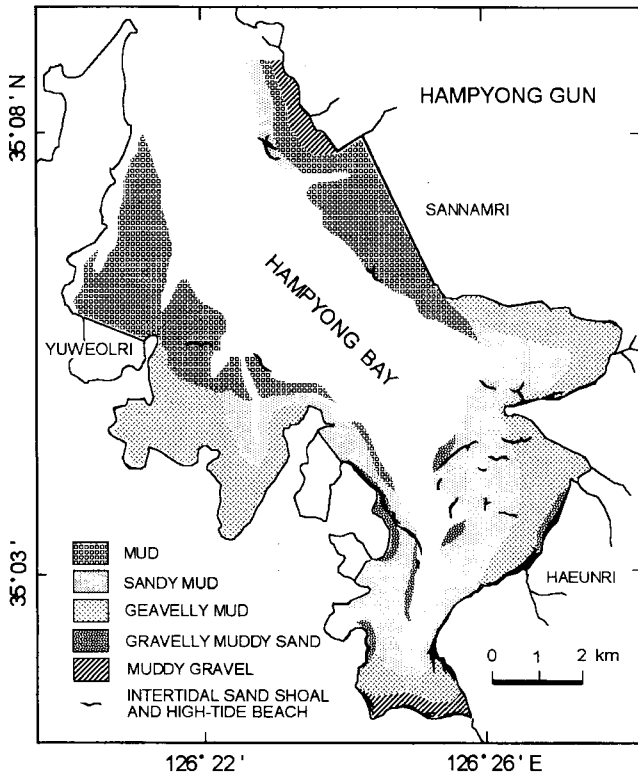 35° 08' N
HAMPYONG GUN
SANNAMRI
HAMPYONG BAY
YUWEOLRI
35° 03'
HAEUNRI
MUD
SANDY MUD
GEAVELLY MUD
GRAVELLY MUDDY SAND
MUDDY GRAVEL
INTERTIDAL SAND SHOAL
AND HIGH-TIDE BEACH
0 1 2 km
126° 22'
126° 26' E